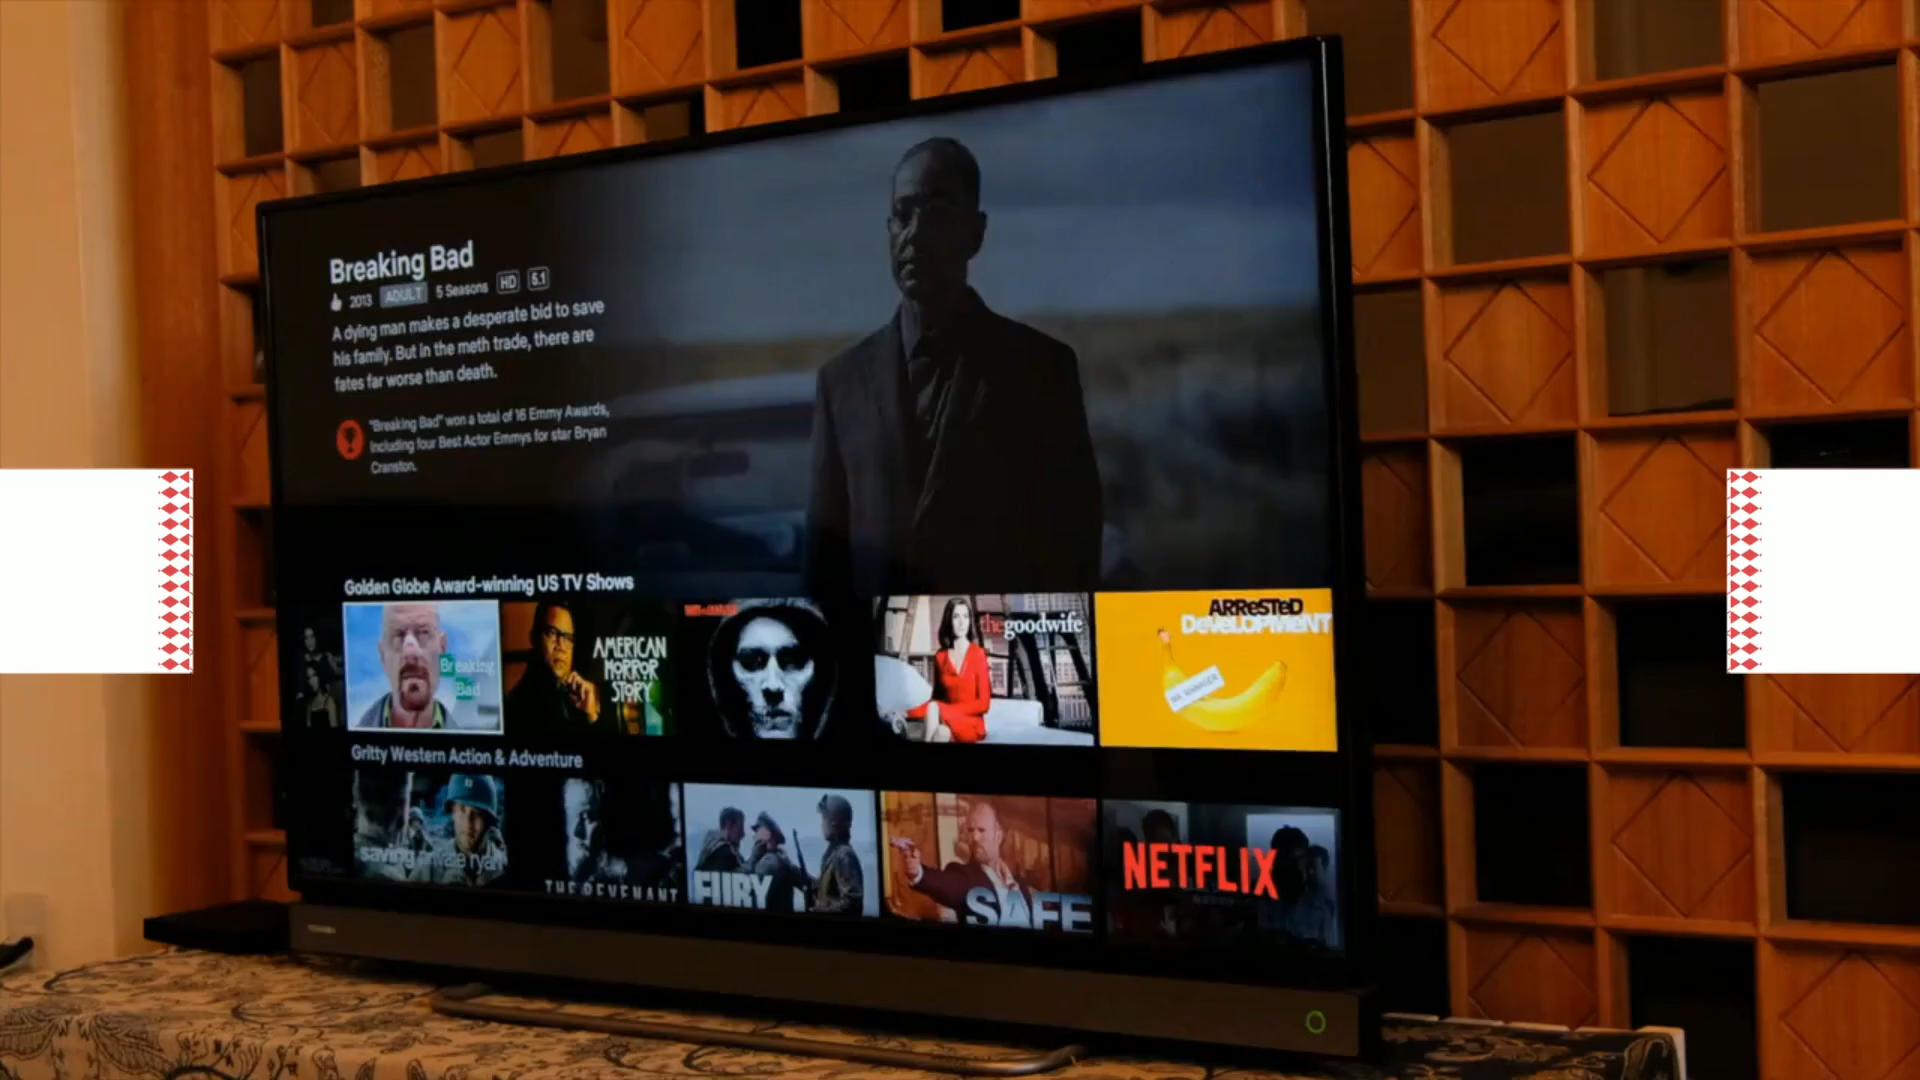 Breaking Bad
2013 ADULT 5 Seasons HD 5.1
A dying man makes a desperate bid to save
his family. But in the meth trade, there are
fates far worse than death.
"Breaking Bad" won a total of 16 Emmy Awards,
including four Best Actor Emmys for star Bryan
Cranston.
Golden Globe Award-winning US TV Shows
Breaking
Bad
AMERICAN
HORROR
STORY
thegoodwife
ARRESTED
DEVELOPMENT
MR. MANAGER
Gritty Western Action & Adventure
saving private ryan
THE REVENANT
FURY
SAFE
NETFLIX
TOSHIBA